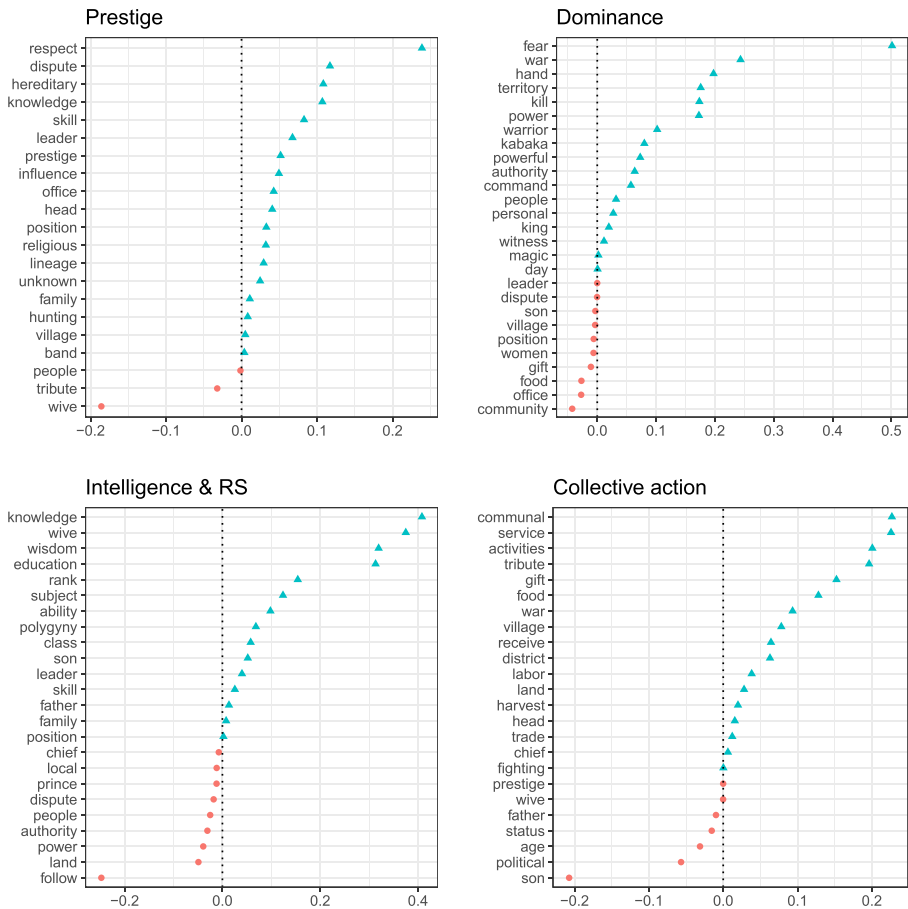 Prestige
respect
dispute
hereditary
knowledge
skill
leader
prestige
influence
office
head
position
religious
lineage
unknown
family
hunting
village
band
people
tribute
wive
−0.2 −0.1 0.0 0.1 0.2
Dominance
fear
war
hand
territory
kill
power
warrior
kabaka
powerful
authority
command
people
personal
king
witness
magic
day
leader
dispute
son
village
position
women
gift
food
office
community
0.0 0.1 0.2 0.3 0.4 0.5
Intelligence & RS
knowledge
wive
wisdom
education
rank
subject
ability
polygyny
class
son
leader
skill
father
family
position
chief
local
prince
dispute
people
authority
power
land
follow
−0.2 0.0 0.2 0.4
Collective action
communal
service
activities
tribute
gift
food
war
village
receive
district
labor
land
harvest
head
trade
chief
fighting
prestige
wive
father
status
age
political
son
−0.2 −0.1 0.0 0.1 0.2